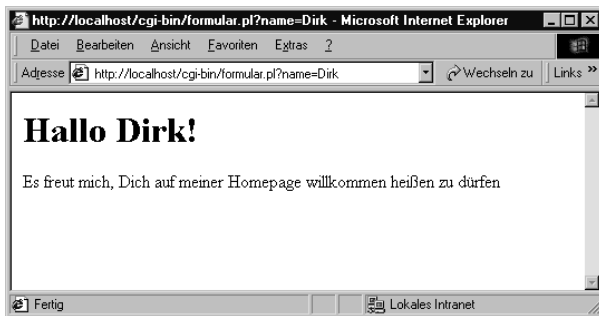 http://localhost/cgi-bin/formular.pl?name=Dirk - Microsoft Internet Explorer
Datei Bearbeiten Ansicht Favoriten Extras ?
Adresse http://localhost/cgi-bin/formular.pl?name=Dirk Wechseln zu Links »
Hallo Dirk!
Es freut mich, Dich auf meiner Homepage willkommen heißen zu dürfen
Fertig Lokales Intranet